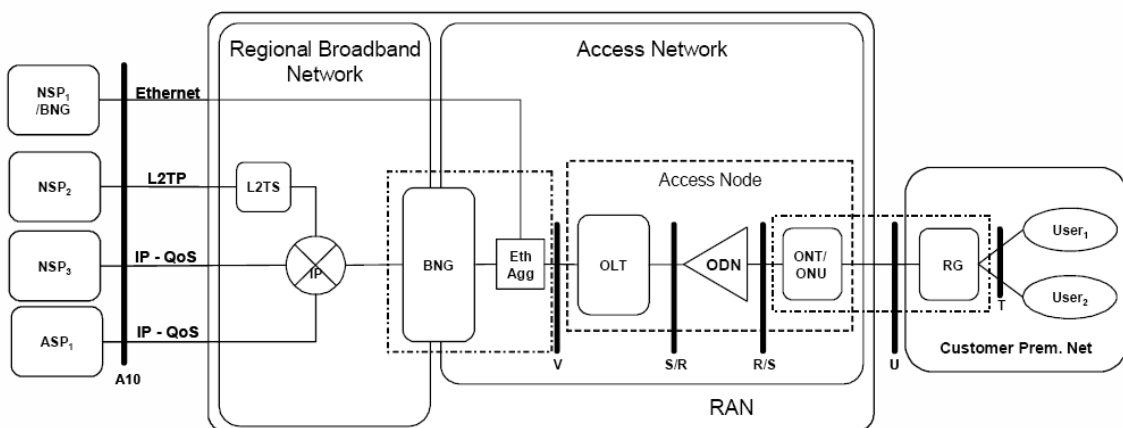 Regional Broadband
Network
Access Network
NSP1
/BNG
Ethernet
NSP2
L2TP
L2TS
Access Node
NSP3
IP - QoS
IP
BNG
Eth
Agg
OLT
ODN
ONT/
ONU
RG
User1
User2
T
ASP1
IP - QoS
A10
V
S/R
R/S
U
Customer Prem. Net
RAN